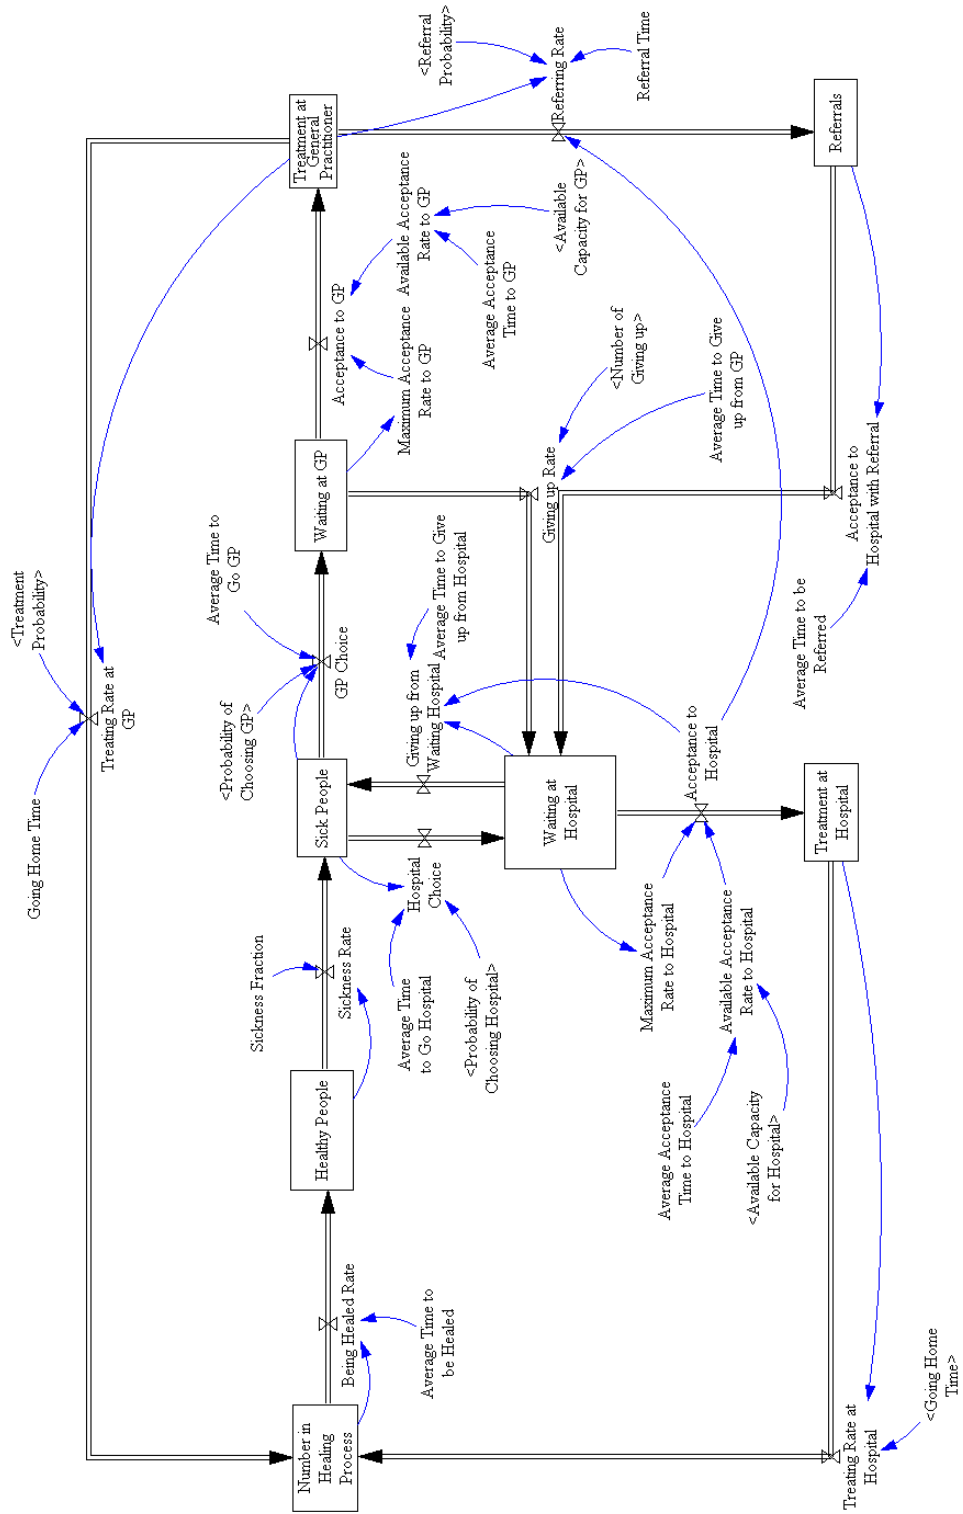 Going Home Time
<Treatment
Probability>
Treating Rate at
GP
Number in
Healing
Process
Being Healed Rate
Average Time to
be Healed
Healthy People
Sickness Fraction
Sickness Rate
Sick People
<Probability of
Choosing GP>
Average Time to
Go GP
GP Choice
Waiting at GP
Acceptance to GP
Maximum Acceptance
Rate to GP
Available Acceptance
Rate to GP
Average Acceptance
Time to GP
<Available
Capacity for GP>
Treatment at
General
Practitioner
<Referral
Probability>
Referring Rate
Referral Time
Referrals
Hospital
Choice
Average Time
to Go Hospital
<Probability of
Choosing Hospital>
Giving up from
Waiting Hospital
Average Time to Give
up from Hospital
Giving up Rate
<Number of
Giving up>
Average Time to Give
up from GP
Waiting at
Hospital
Acceptance to
Hospital
Maximum Acceptance
Rate to Hospital
Available Acceptance
Rate to Hospital
Average Acceptance
Time to Hospital
<Available Capacity
for Hospital>
Average Time to be
Referred
Acceptance to
Hospital with Referral
Treatment at
Hospital
Treating Rate at
Hospital
<Going Home
Time>